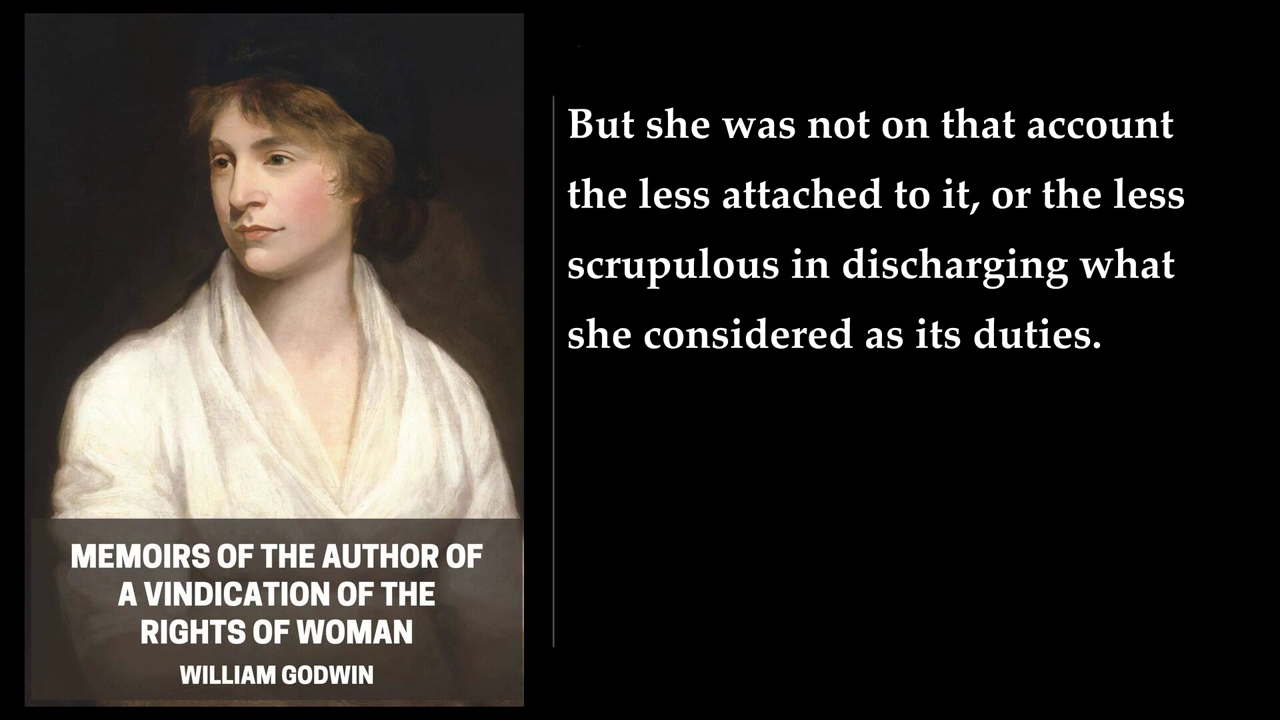 MEMOIRS OF THE AUTHOR OF
A VINDICATION OF THE
RIGHTS OF WOMAN
WILLIAM GODWIN
But she was not on that account
the less attached to it, or the less
scrupulous in discharging what
she considered as its duties.